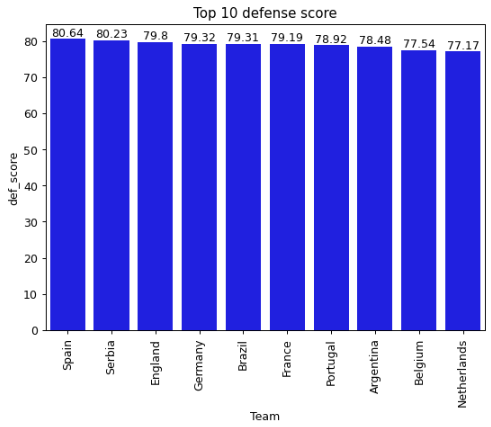 Top 10 defense score
80.64 80.23 79.8 79.32 79.31 79.19 78.92 78.48 77.54 77.17
def_score
80
70
60
50
40
30
20
10
0
Spain Serbia England Germany Brazil France Portugal Argentina Belgium Netherlands
Team